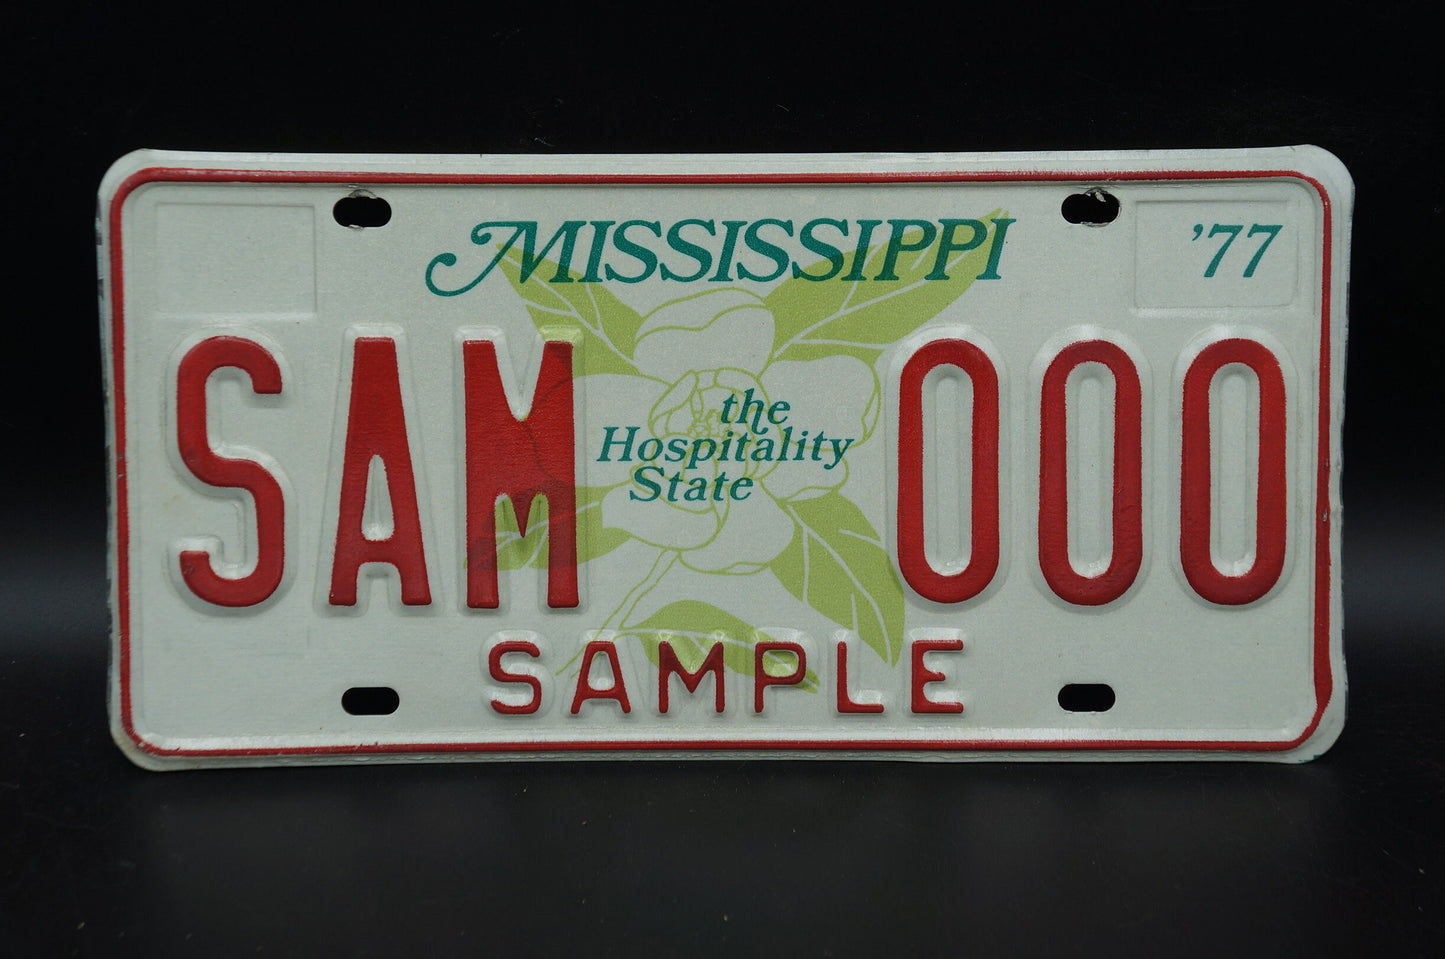 MISSISSIPPI '77
SAM 000
the
Hospitality
State
SAMPLE